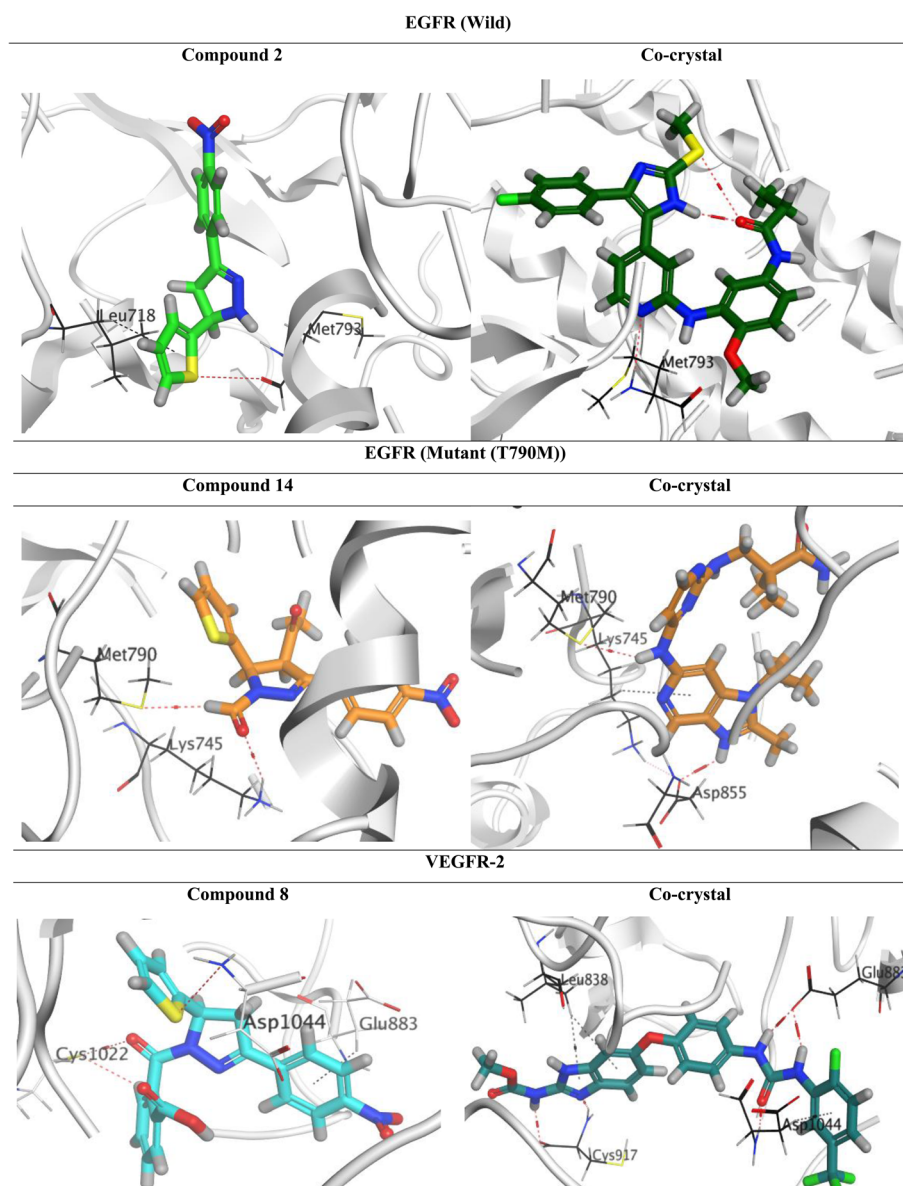 EGFR (Wild)
Compound 2
Co-crystal
Leu718
Met793
Met793
EGFR (Mutant (T790M))
Compound 14
Co-crystal
Met790
Lys745
Met790
Lys745
Asp855
VEGFR-2
Compound 8
Co-crystal
Asp1044
Glu883
Cys1022
Leu838
Glu883
Asp1044
Cys917